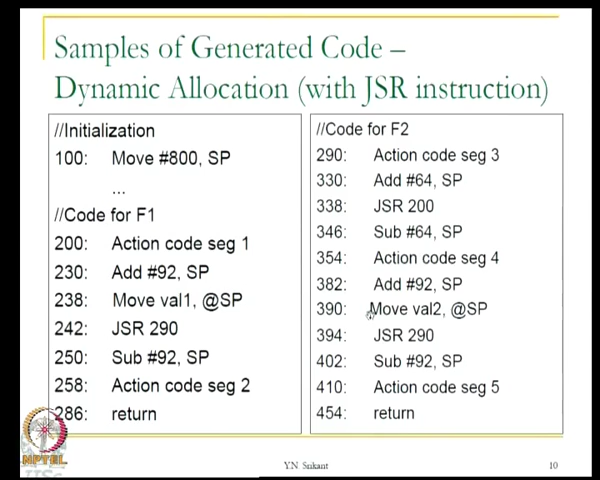 Samples of Generated Code –
Dynamic Allocation (with JSR instruction)
//Initialization
100: Move #800, SP
...
//Code for F1
200: Action code seg 1
230: Add #92, SP
238: Move val1, @SP
242: JSR 290
250: Sub #92, SP
258: Action code seg 2
286: return
//Code for F2
290: Action code seg 3
330: Add #64, SP
338: JSR 200
346: Sub #64, SP
354: Action code seg 4
382: Add #92, SP
390: Move val2, @SP
394: JSR 290
402: Sub #92, SP
410: Action code seg 5
454: return
NPTEL
Y.N. Srikant
10